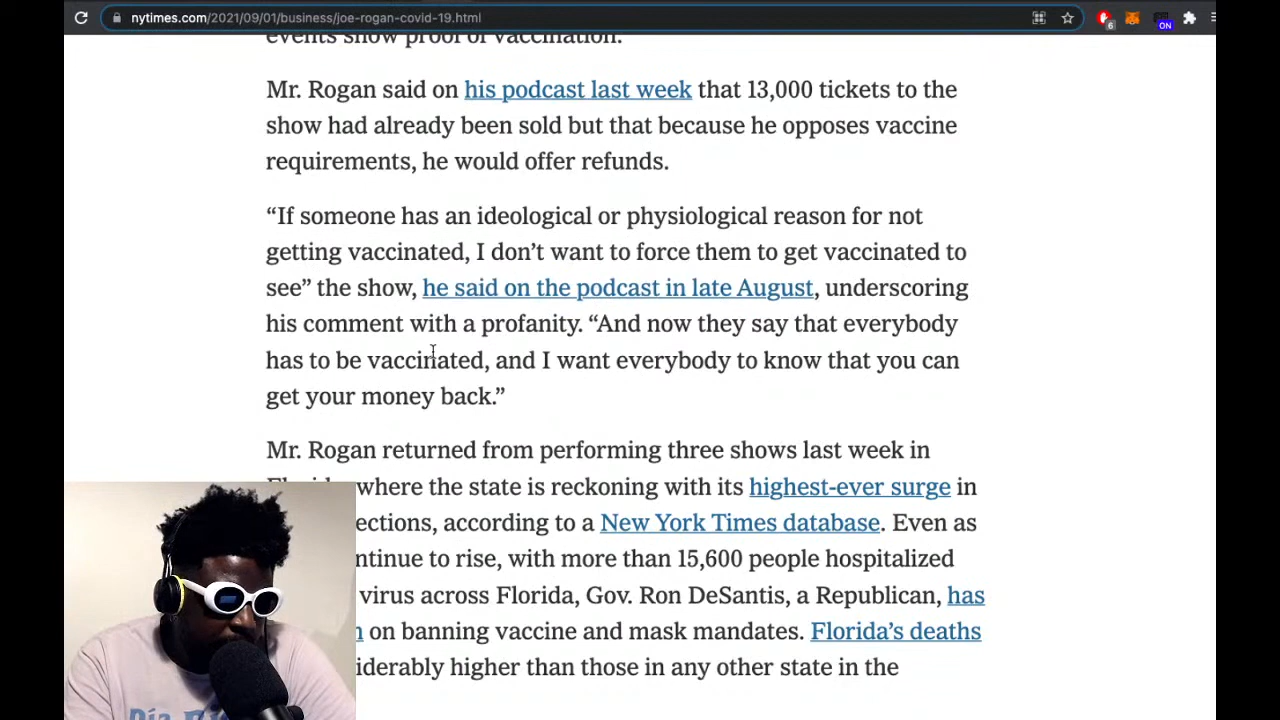 nytimes.com/2021/09/01/business/joe-rogan-covid-19.html
6
ON
events show proof of vaccination.
Mr. Rogan said on his podcast last week that 13,000 tickets to the
show had already been sold but that because he opposes vaccine
requirements, he would offer refunds.
“If someone has an ideological or physiological reason for not
getting vaccinated, I don’t want to force them to get vaccinated to
see” the show, he said on the podcast in late August, underscoring
his comment with a profanity. “And now they say that everybody
has to be vaccinated, and I want everybody to know that you can
get your money back.”
Mr. Rogan returned from performing three shows last week in
where the state is reckoning with its highest-ever surge in
ections, according to a New York Times database. Even as
ntinue to rise, with more than 15,600 people hospitalized
virus across Florida, Gov. Ron DeSantis, a Republican, has
on banning vaccine and mask mandates. Florida’s deaths
iderably higher than those in any other state in the